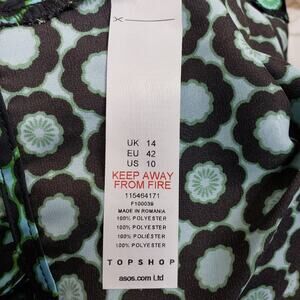 UK 14
EU 42
US 10
KEEP AWAY
FROM FIRE
115464171
F100039
MADE IN ROMANIA
100% POLYESTER
100% POLYESTER
100% POLIÉSTER
100% POLYESTER
TOPSHOP
asos.com Ltd